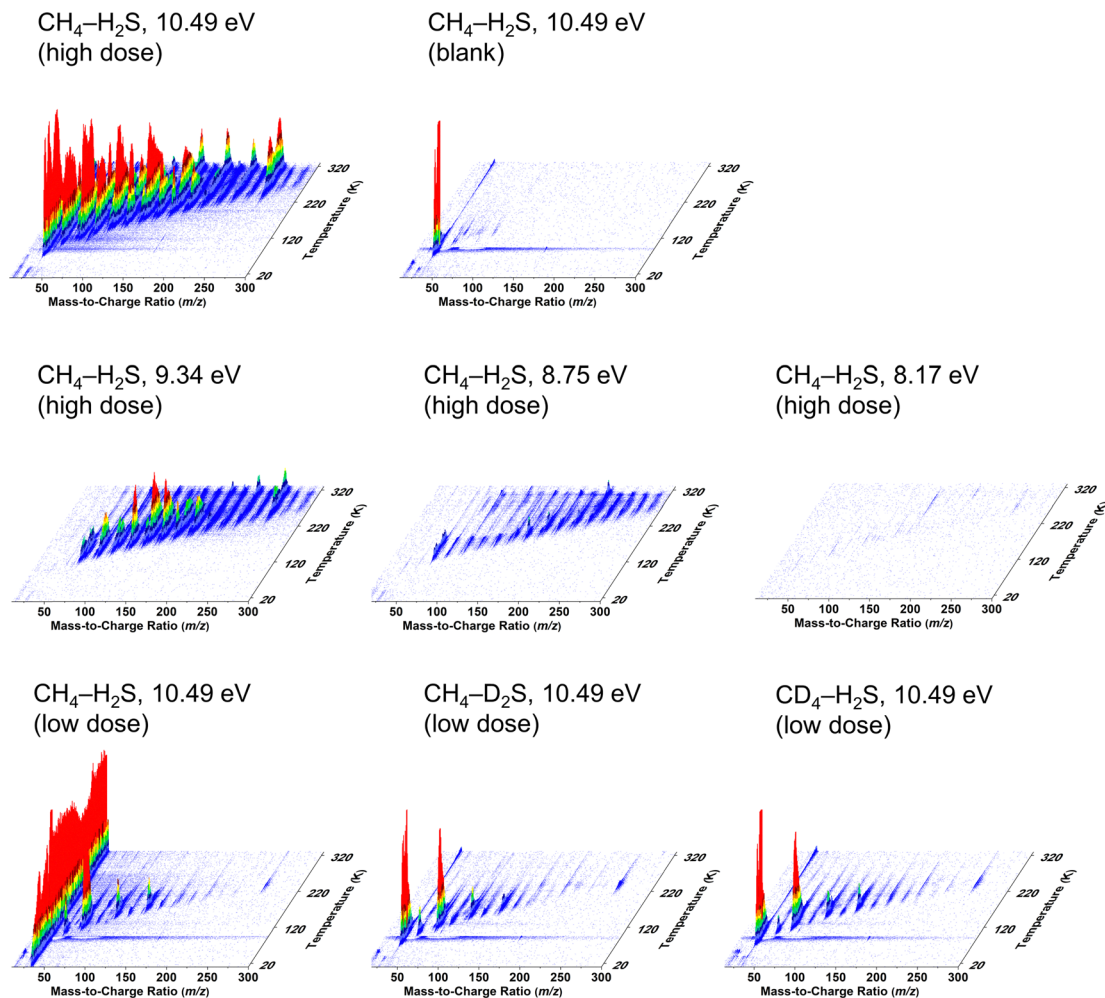 CH₄–H₂S, 10.49 eV
(high dose)
CH₄–H₂S, 10.49 eV
(blank)
320
220
120
20
Temperature (K)
50 100 150 200 250 300
Mass-to-Charge Ratio (m/z)
320
220
120
20
Temperature (K)
50 100 150 200 250 300
Mass-to-Charge Ratio (m/z)
CH₄–H₂S, 9.34 eV
(high dose)
CH₄–H₂S, 8.75 eV
(high dose)
CH₄–H₂S, 8.17 eV
(high dose)
320
220
120
20
Temperature (K)
50 100 150 200 250 300
Mass-to-Charge Ratio (m/z)
320
220
120
20
Temperature (K)
50 100 150 200 250 300
Mass-to-Charge Ratio (m/z)
320
220
120
20
Temperature (K)
50 100 150 200 250 300
Mass-to-Charge Ratio (m/z)
CH₄–H₂S, 10.49 eV
(low dose)
CH₄–D₂S, 10.49 eV
(low dose)
CD₄–H₂S, 10.49 eV
(low dose)
320
220
120
20
Temperature (K)
50 100 150 200 250 300
Mass-to-Charge Ratio (m/z)
320
220
120
20
Temperature (K)
50 100 150 200 250 300
Mass-to-Charge Ratio (m/z)
320
220
120
20
Temperature (K)
50 100 150 200 250 300
Mass-to-Charge Ratio (m/z)